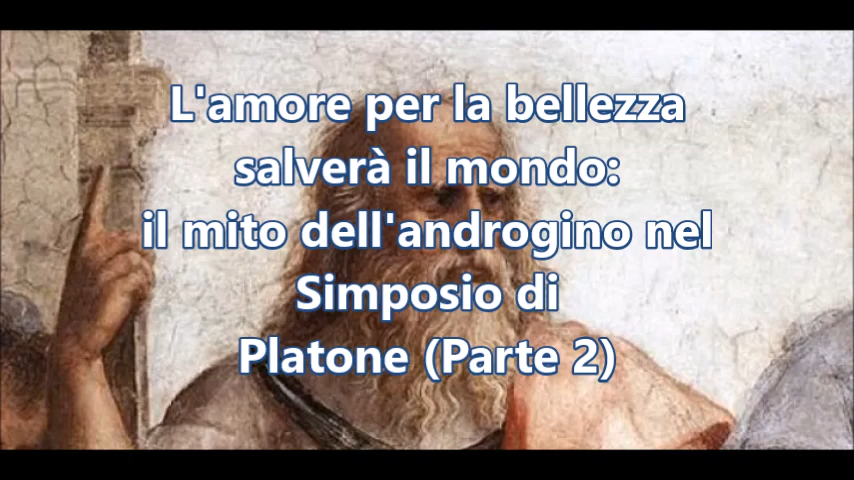 L'amore per la bellezza
salverà il mondo:
il mito dell'androgino nel
Simposio di
Platone (Parte 2)